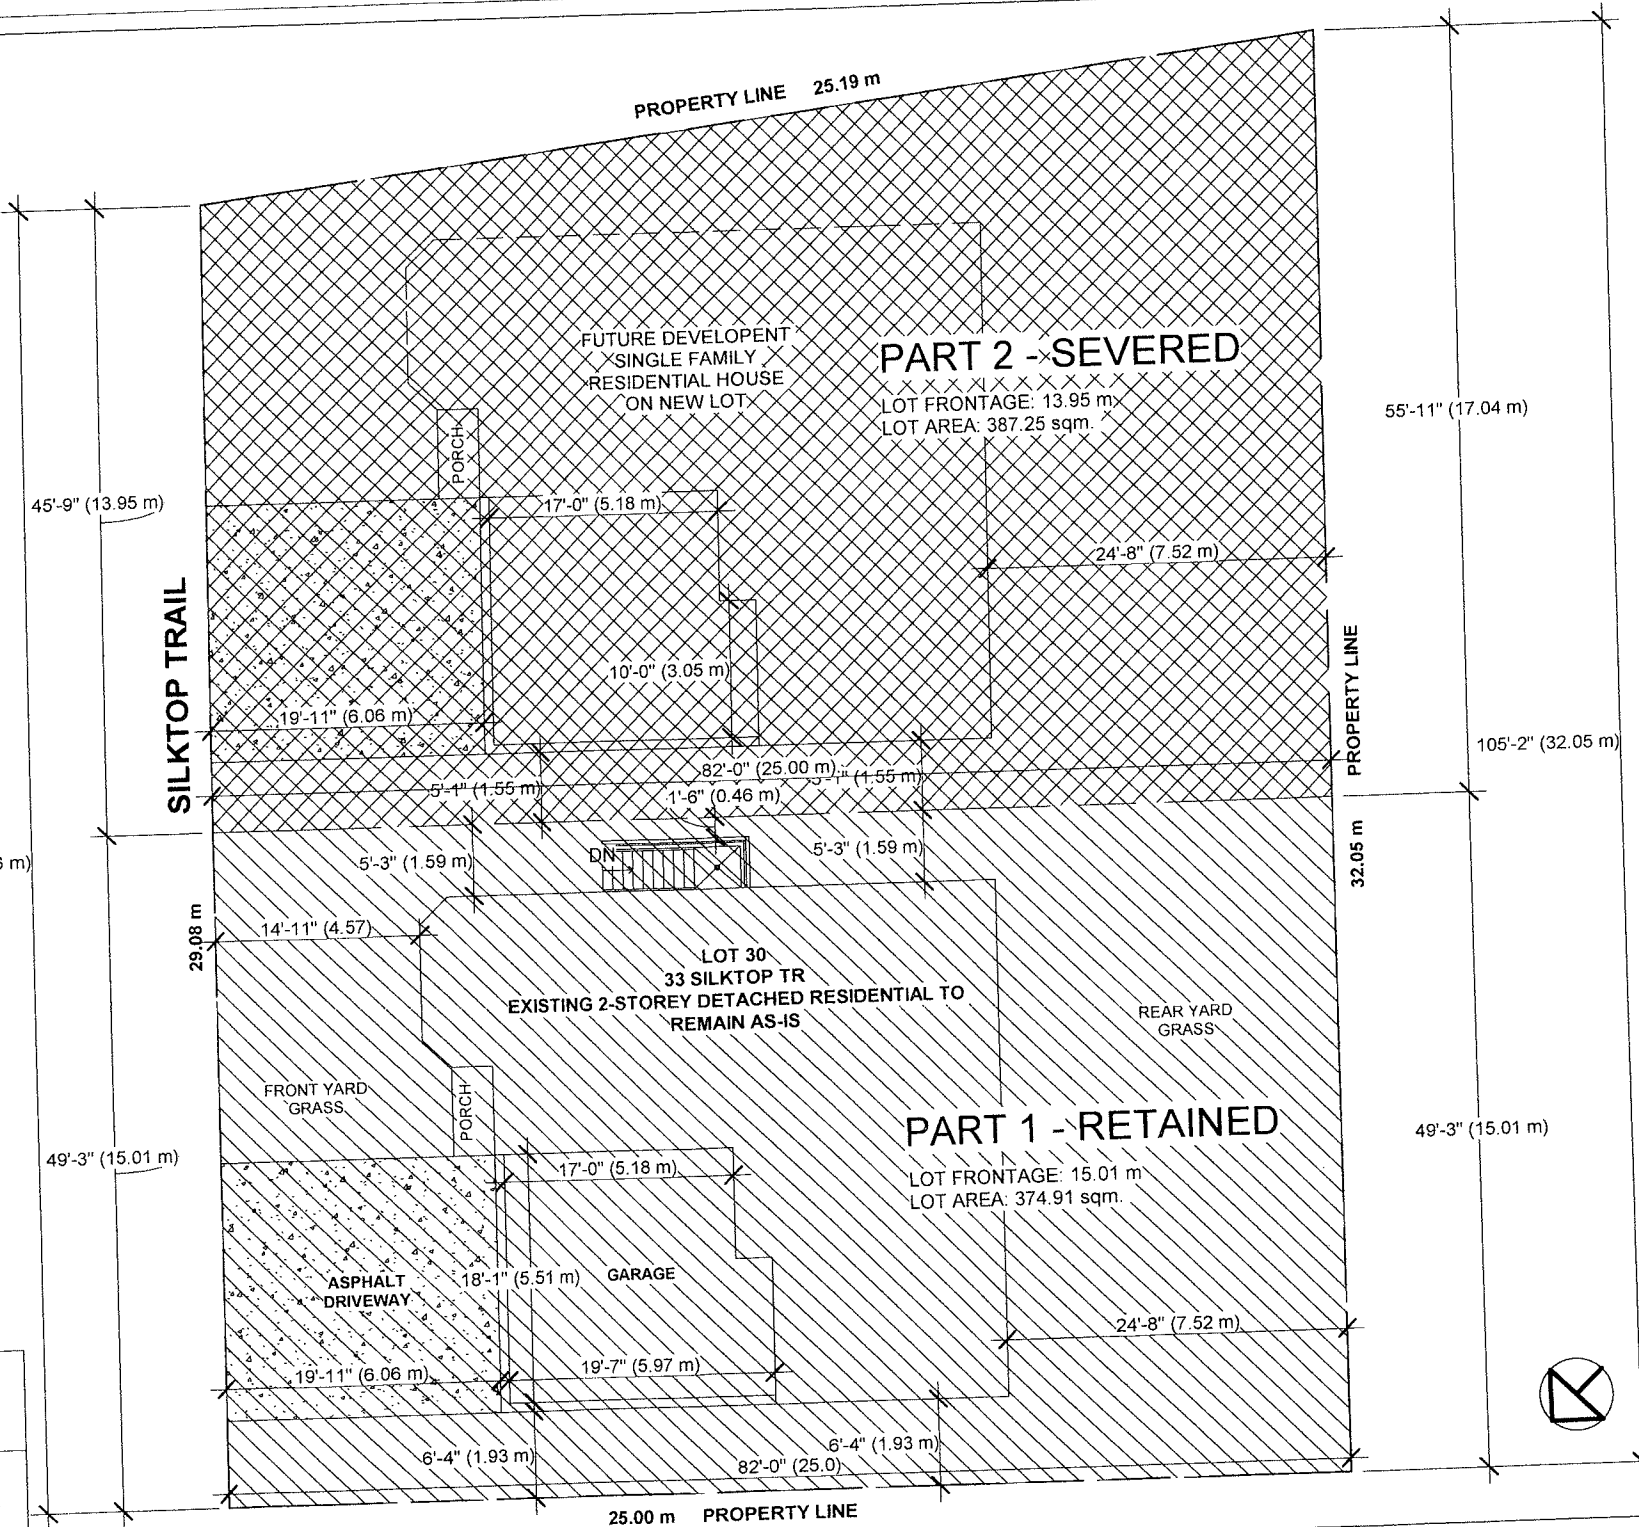 PROPERTY LINE 25.19 m
FUTURE DEVELOPENT
SINGLE FAMILY
RESIDENTIAL HOUSE
ON NEW LOT
PART 2 - SEVERED
LOT FRONTAGE: 13.95 m
LOT AREA: 387.25 sqm.
55'-11" (17.04 m)
PORCH
45'-9" (13.95 m)
17'-0" (5.18 m)
24'-8" (7.52 m)
SILKTOP TRAIL
10'-0" (3.05 m)
PROPERTY LINE
19'-11" (6.06 m)
105'-2" (32.05 m)
82'-0" (25.00 m)
5'-1" (1.55 m)
5'-1" (1.55 m)
1'-6" (0.46 m)
DN
5'-3" (1.59 m)
5'-3" (1.59 m)
32.05 m
m)
29.08 m
14'-11" (4.57)
LOT 30
33 SILKTOP TR
EXISTING 2-STOREY DETACHED RESIDENTIAL TO
REMAIN AS-IS
REAR YARD
GRASS
FRONT YARD
GRASS
PORCH
PART 1 - RETAINED
LOT FRONTAGE: 15.01 m
LOT AREA: 374.91 sqm.
49'-3" (15.01 m)
49'-3" (15.01 m)
17'-0" (5.18 m)
ASPHALT
DRIVEWAY
18'-1" (5.51 m)
GARAGE
24'-8" (7.52 m)
19'-11" (6.06 m)
19'-7" (5.97 m)
6'-4" (1.93 m)
6'-4" (1.93 m)
82'-0" (25.0)
25.00 m PROPERTY LINE